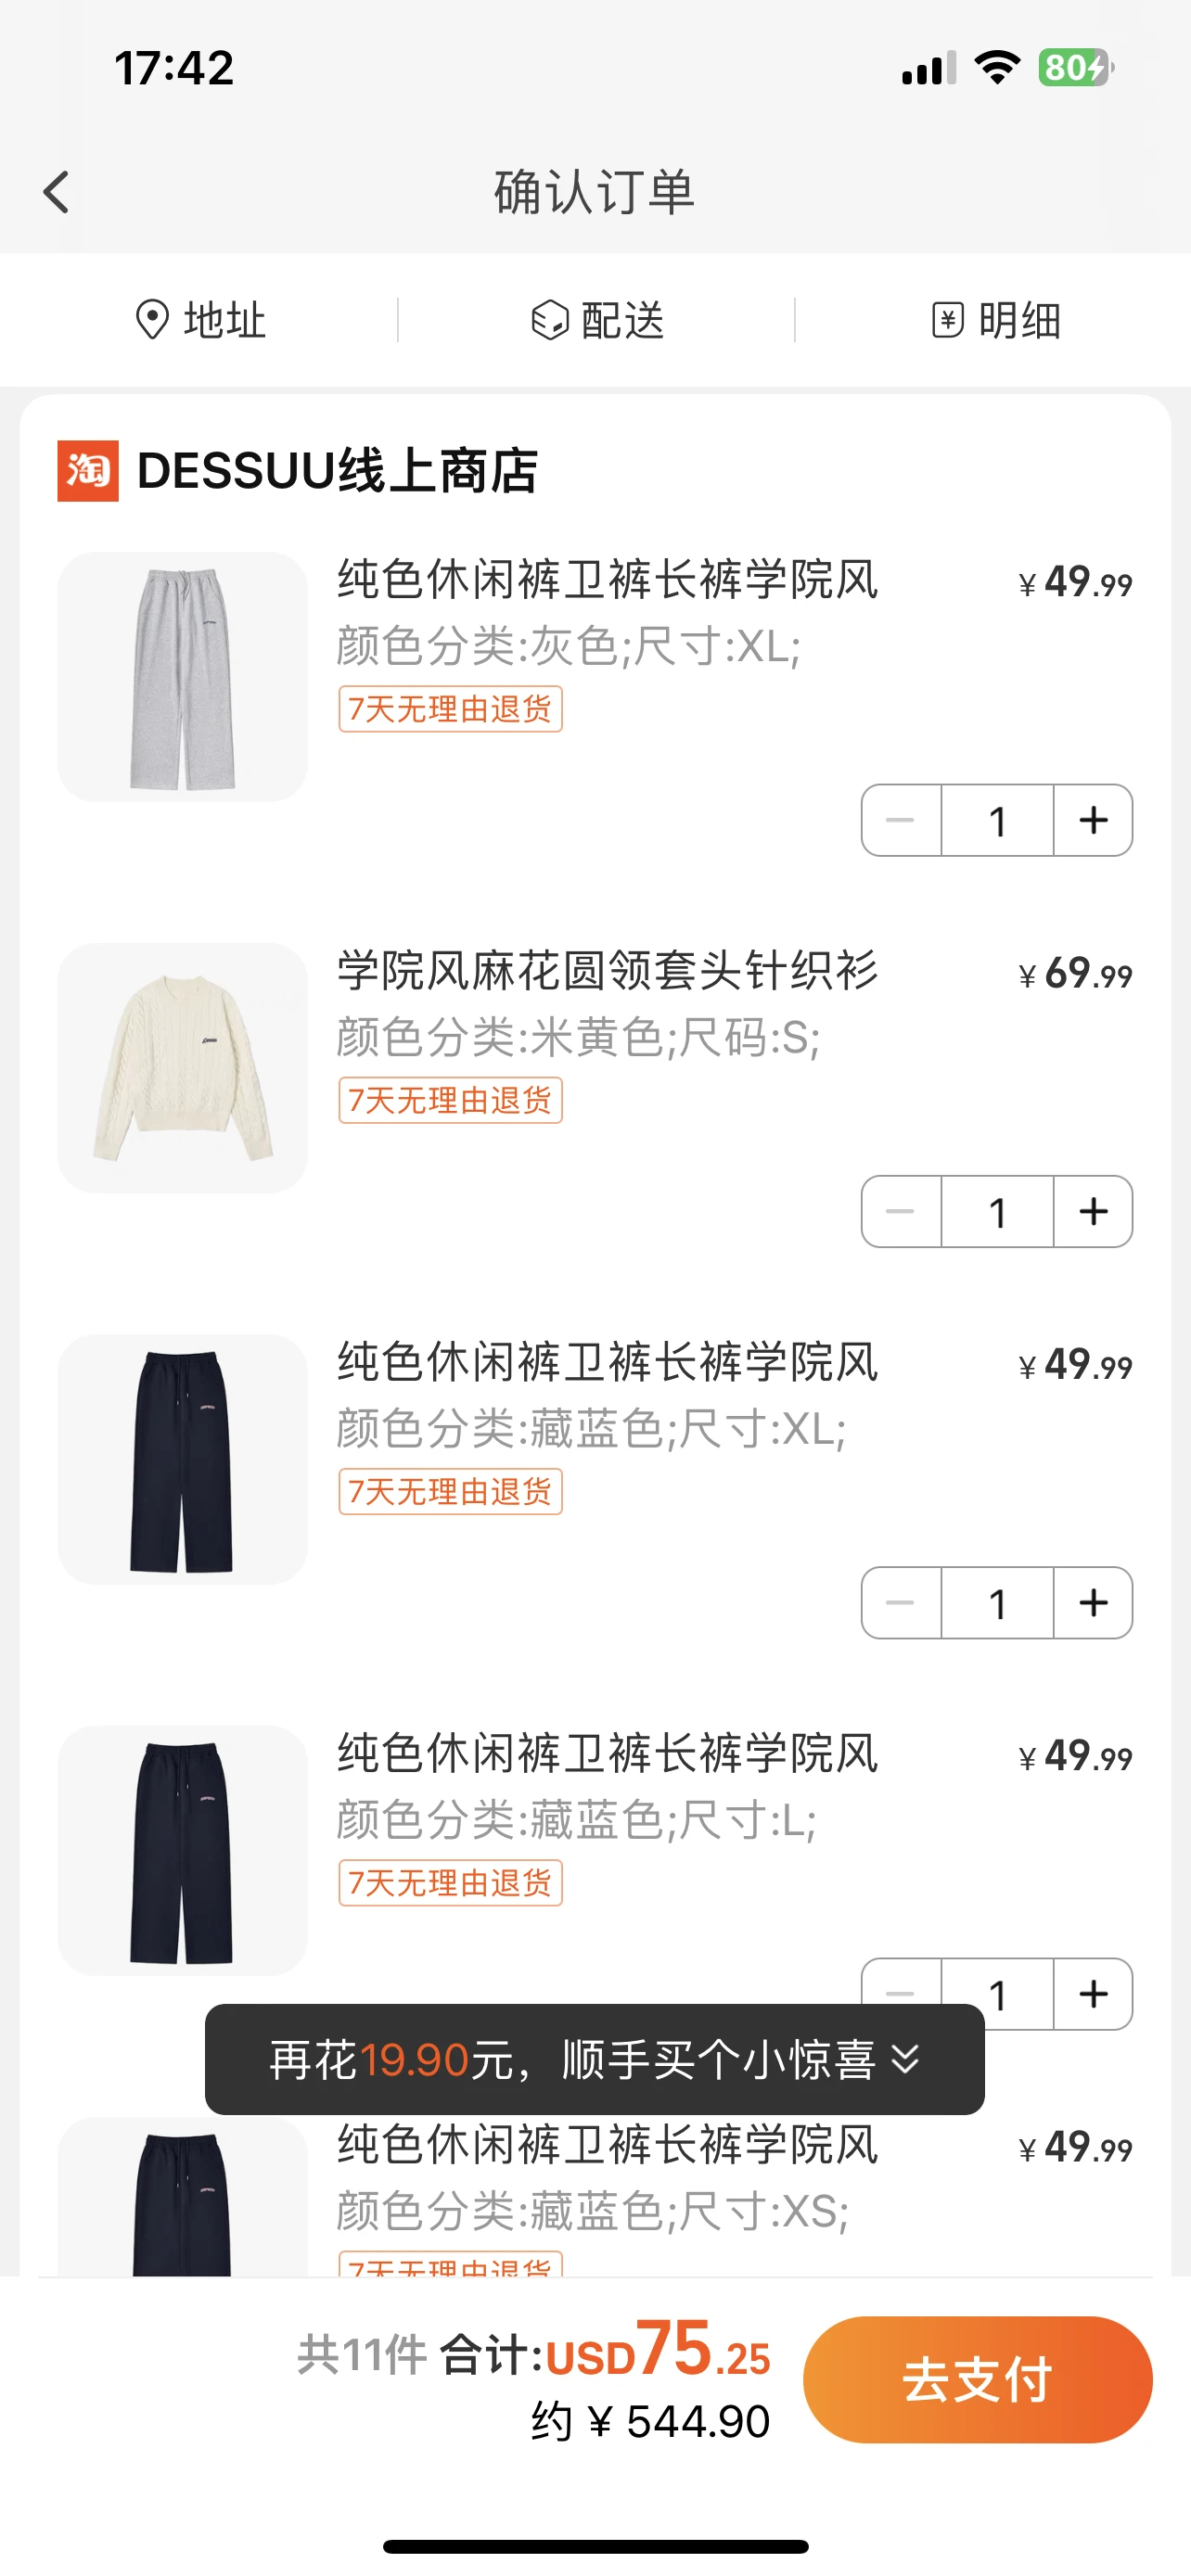 17:42
80
确认订单
地址
配送
明细
淘 DESSUU线上商店
纯色休闲裤卫裤长裤学院风 ¥ 49.99
颜色分类:灰色;尺寸:XL;
7天无理由退货
1
学院风麻花圆领套头针织衫 ¥ 69.99
颜色分类:米黄色;尺码:S;
7天无理由退货
1
纯色休闲裤卫裤长裤学院风 ¥ 49.99
颜色分类:藏蓝色;尺寸:XL;
7天无理由退货
1
纯色休闲裤卫裤长裤学院风 ¥ 49.99
颜色分类:藏蓝色;尺寸:L;
7天无理由退货
1
再花19.90元，顺手买个小惊喜
纯色休闲裤卫裤长裤学院风 ¥ 49.99
颜色分类:藏蓝色;尺寸:XS;
7天无理由退货
共11件 合计:USD75.25
约 ¥ 544.90
去支付